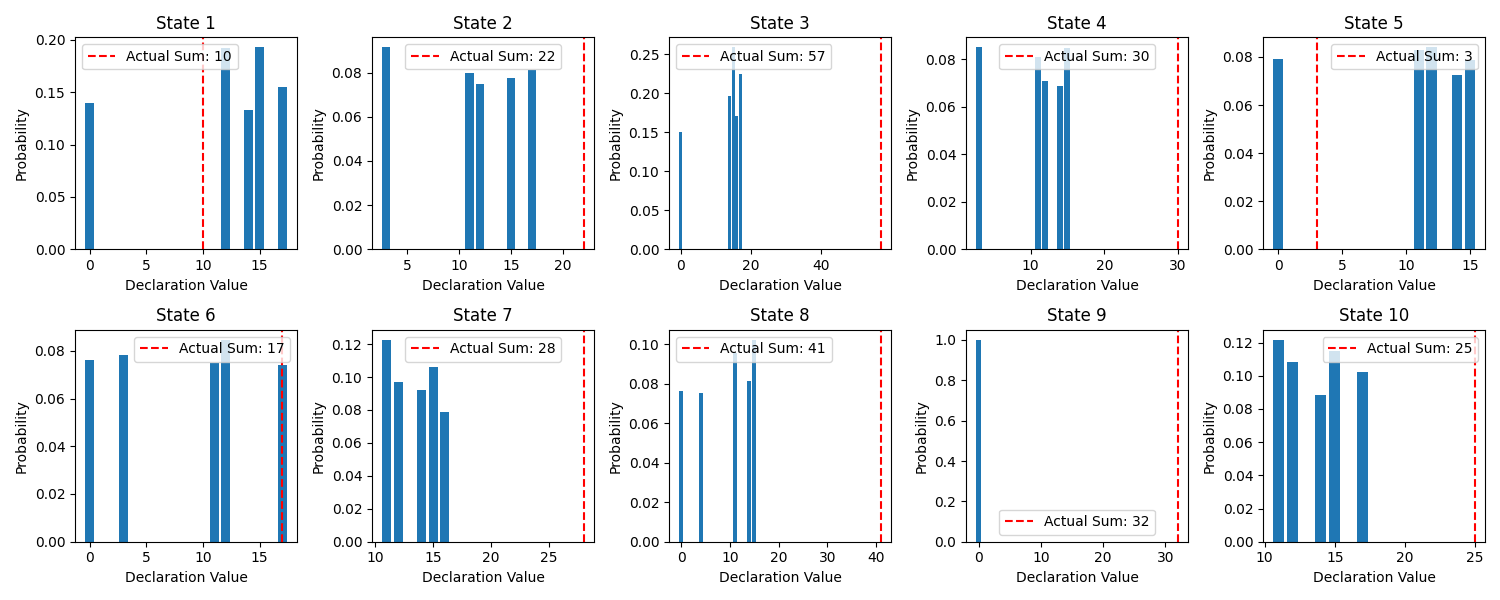 State 1
Actual Sum: 10
0.20
0.15
0.10
0.05
0.00
Probability
0 5 10 15
Declaration Value
State 2
Actual Sum: 22
0.08
0.06
0.04
0.02
0.00
Probability
5 10 15 20
Declaration Value
State 3
Actual Sum: 57
0.25
0.20
0.15
0.10
0.05
0.00
Probability
0 20 40
Declaration Value
State 4
Actual Sum: 30
0.08
0.06
0.04
0.02
0.00
Probability
10 20 30
Declaration Value
State 5
Actual Sum: 3
0.08
0.06
0.04
0.02
0.00
Probability
0 5 10 15
Declaration Value
State 6
Actual Sum: 17
0.08
0.06
0.04
0.02
0.00
Probability
0 5 10 15
Declaration Value
State 7
Actual Sum: 28
0.12
0.10
0.08
0.06
0.04
0.02
0.00
Probability
10 15 20 25
Declaration Value
State 8
Actual Sum: 41
0.10
0.08
0.06
0.04
0.02
0.00
Probability
0 10 20 30 40
Declaration Value
State 9
Actual Sum: 32
1.0
0.8
0.6
0.4
0.2
0.0
Probability
0 10 20 30
Declaration Value
State 10
Actual Sum: 25
0.12
0.10
0.08
0.06
0.04
0.02
0.00
Probability
10 15 20 25
Declaration Value